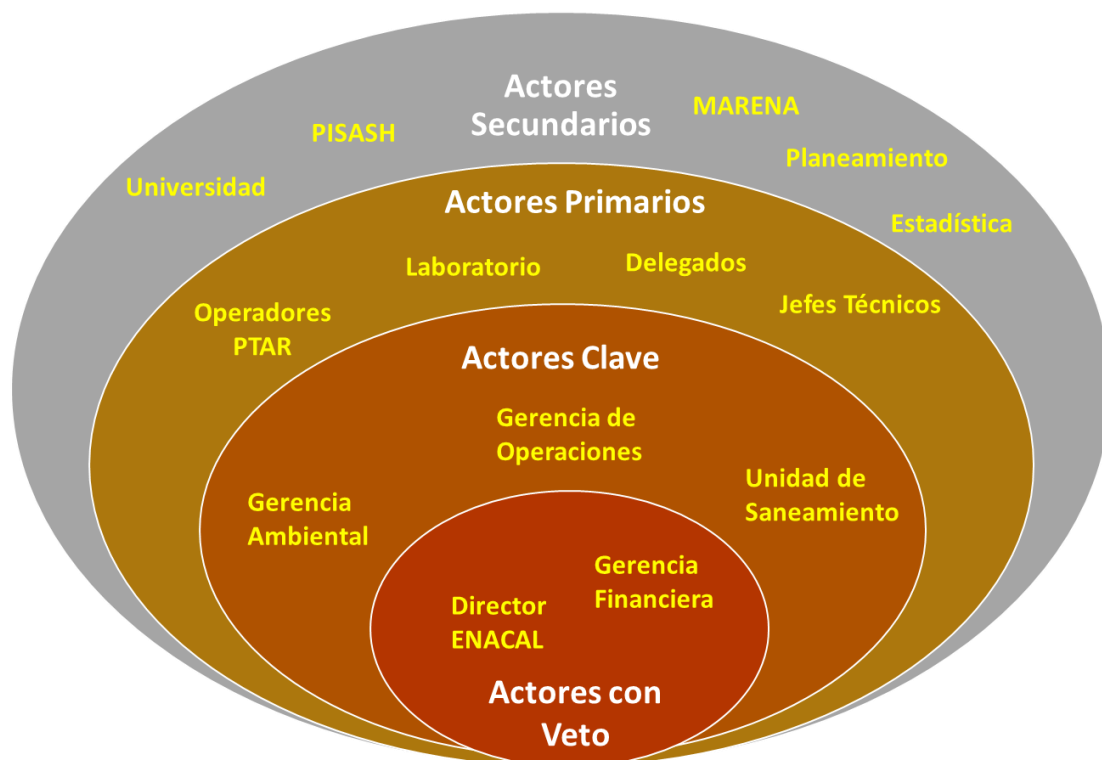 Actores
Secundarios
MARENA
PISASH
Planeamiento
Universidad
Estadística
Actores Primarios
Laboratorio
Delegados
Jefes Técnicos
Operadores
PTAR
Actores Clave
Gerencia de
Operaciones
Unidad de
Saneamiento
Gerencia
Ambiental
Gerencia
Financiera
Director
ENACAL
Actores con
Veto